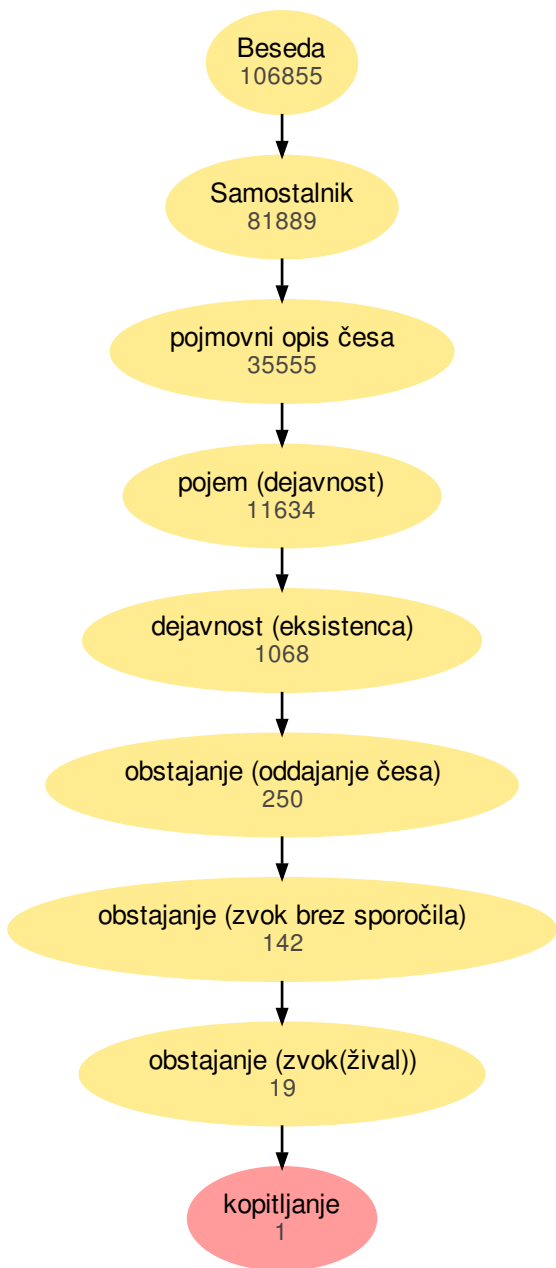 Beseda
106855
Samostalnik
81889
pojmovni opis česa
35555
pojem (dejavnost)
11634
dejavnost (eksistenca)
1068
obstajanje (oddajanje česa)
250
obstajanje (zvok brez sporočila)
142
obstajanje (zvok(žival))
19
kopitljanje
1